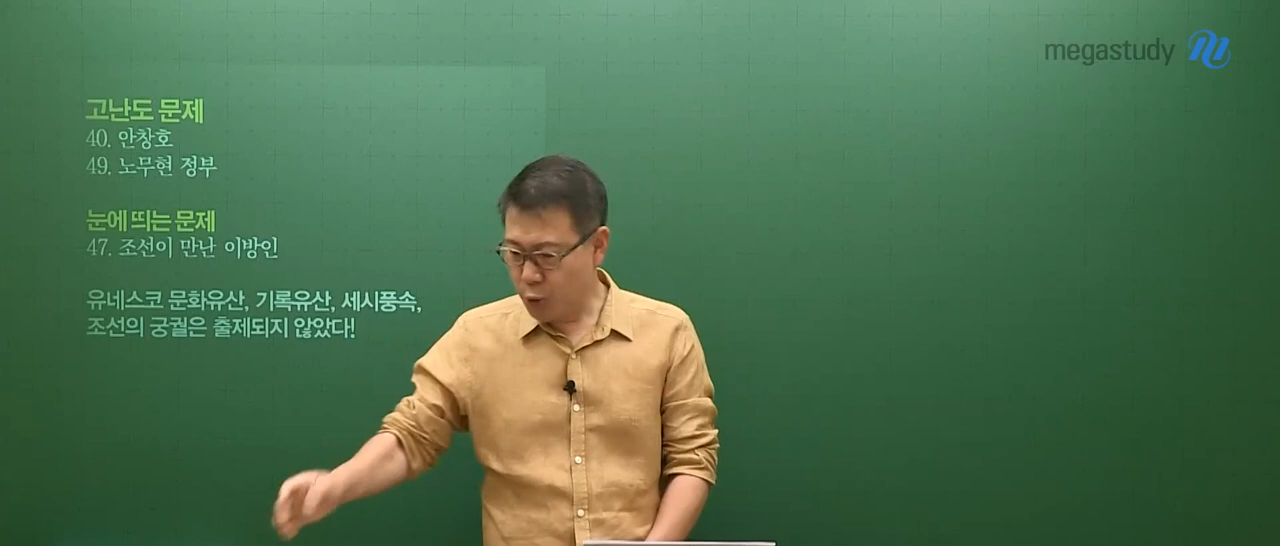 megastudy
고난도 문제
40. 안창호
49. 노무현 정부
눈에 띄는 문제
47. 조선이 만난 이방인
유네스코 문화유산, 기록유산, 세시풍속,
조선의 궁궐은 출제되지 않았다!